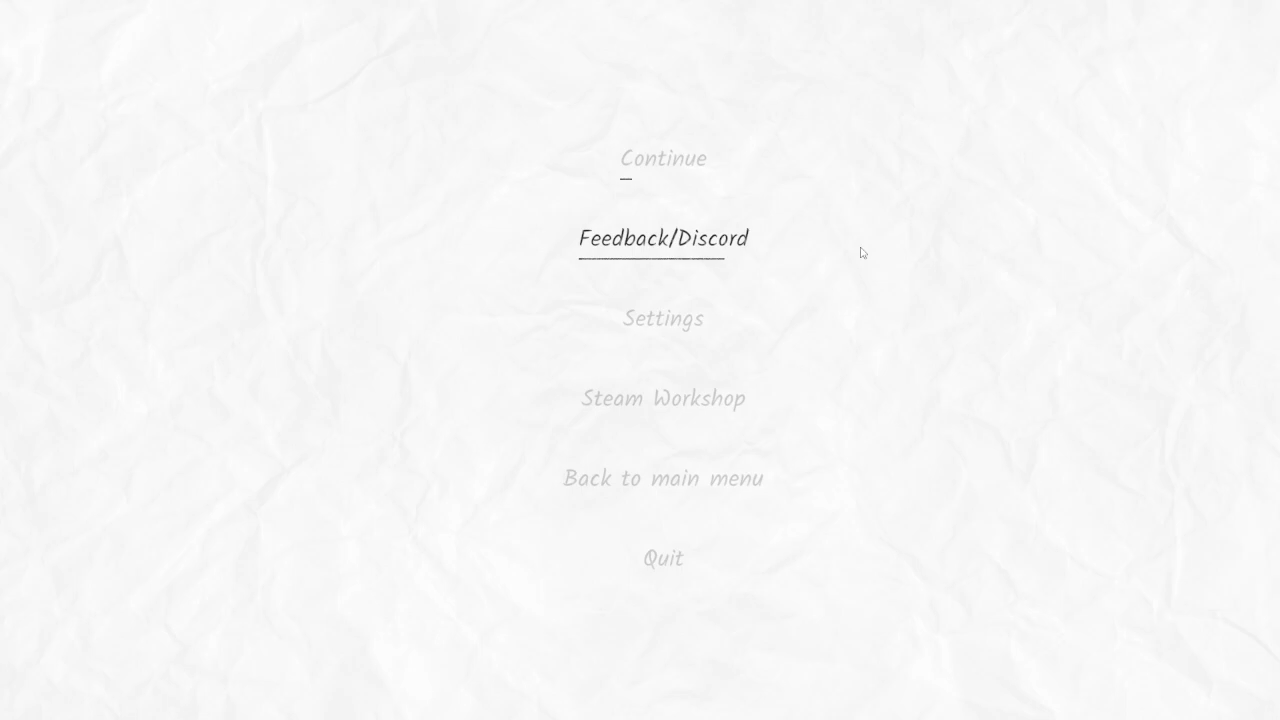 Continue
Feedback/Discord
Settings
Steam Workshop
Back to main menu
Quit